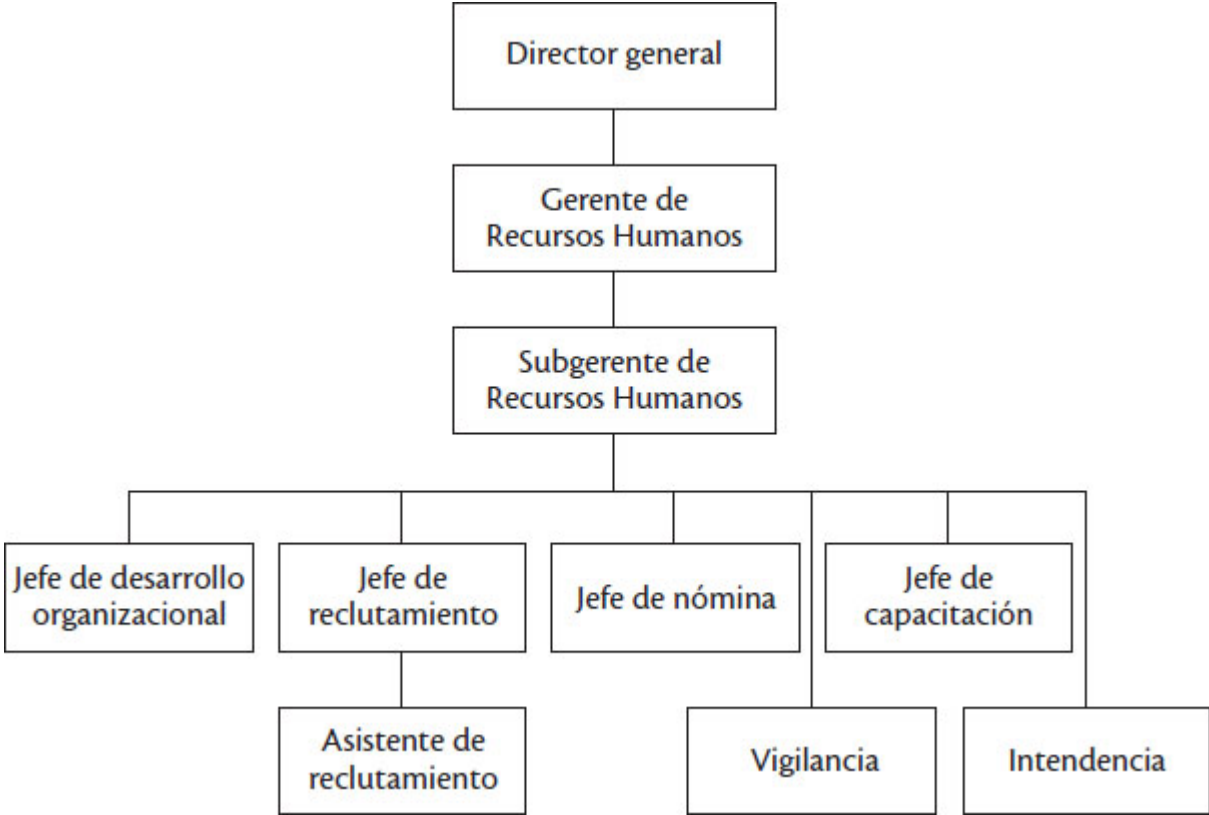 Director general
Gerente de
Recursos Humanos
Subgerente de
Recursos Humanos
Jefe de desarrollo
organizacional
Jefe de
reclutamiento
Jefe de nómina
Jefe de
capacitación
Asistente de
reclutamiento
Vigilancia
Intendencia